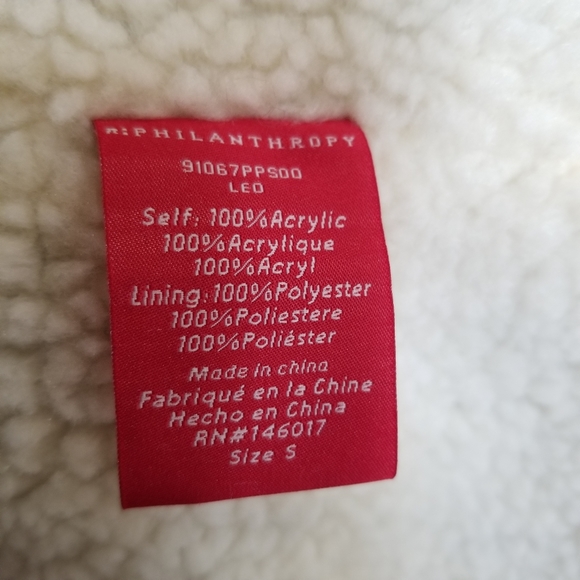 R:PHILANTHROPY
91067PPS00
LEO
Self: 100%Acrylic
100%Acrylique
100%Acryl
Lining:100%Polyester
100%Poliestere
100%Poliéster
Made in china
Fabriqué en la Chine
Hecho en China
RN#146017
Size S